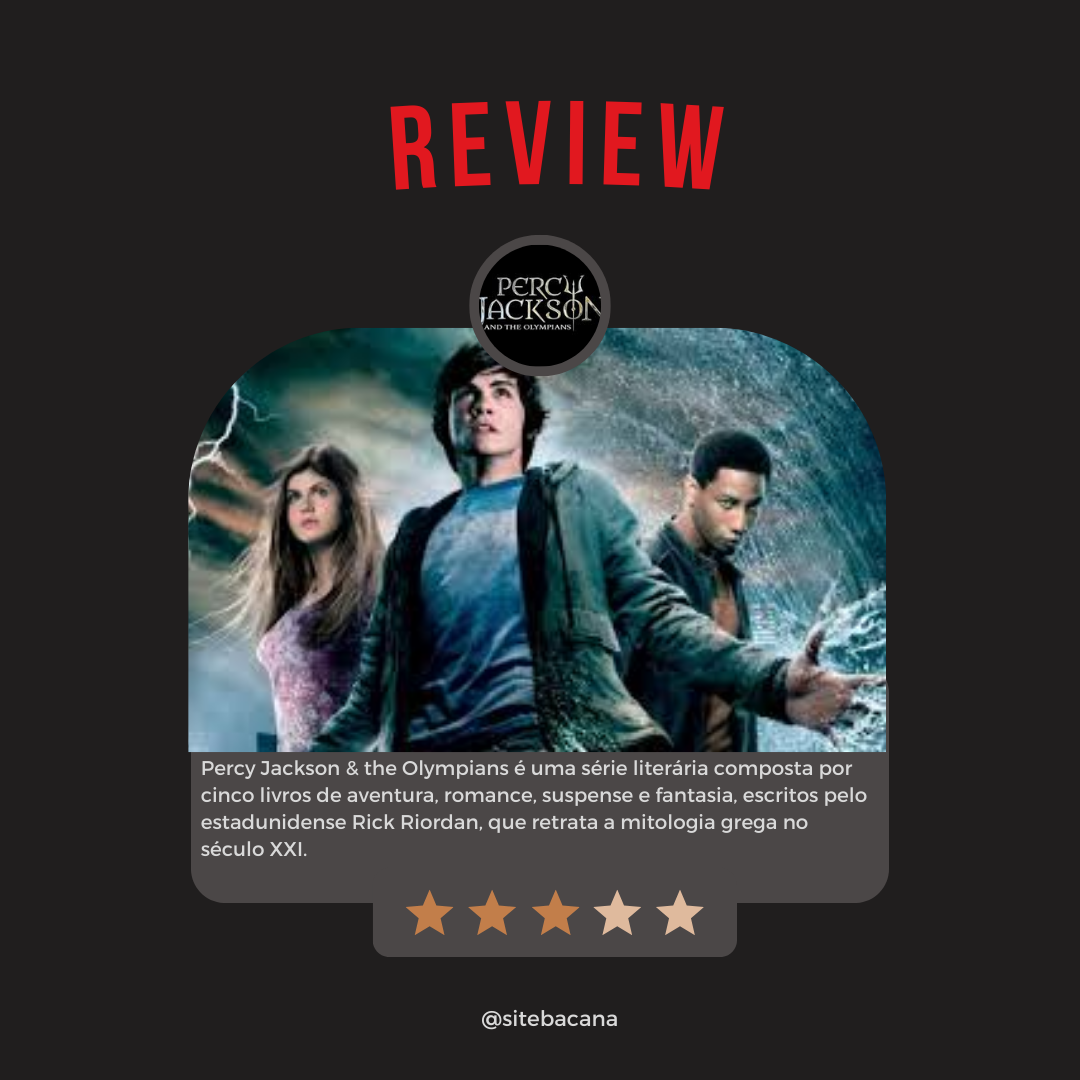 REVIEW
PERCY
JACKSON
AND THE OLYMPIANS
Percy Jackson & the Olympians é uma série literária composta por
cinco livros de aventura, romance, suspense e fantasia, escritos pelo
estadunidense Rick Riordan, que retrata a mitologia grega no
século XXI.
@sitebacana